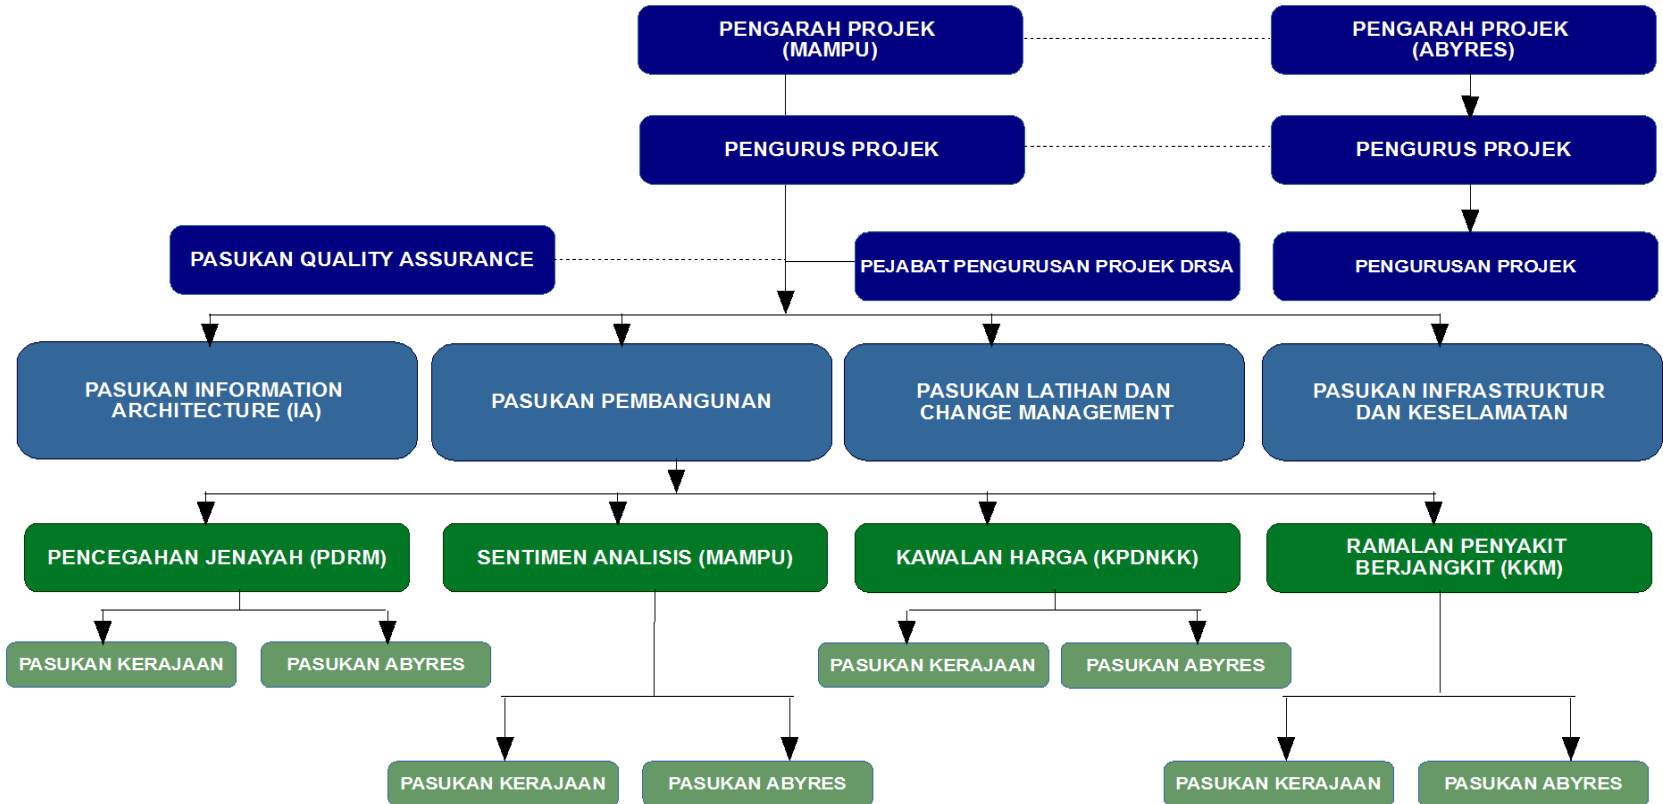 PENGARAH PROJEK
(MAMPU)
PENGARAH PROJEK
(ABYRES)
PENGURUS PROJEK
PENGURUS PROJEK
PASUKAN QUALITY ASSURANCE
PEJABAT PENGURUSAN PROJEK DRSA
PENGURUSAN PROJEK
PASUKAN INFORMATION
ARCHITECTURE (IA)
PASUKAN PEMBANGUNAN
PASUKAN LATIHAN DAN
CHANGE MANAGEMENT
PASUKAN INFRASTRUKTUR
DAN KESELAMATAN
PENCEGAHAN JENAYAH (PDRM)
SENTIMEN ANALISIS (MAMPU)
KAWALAN HARGA (KPDNKK)
RAMALAN PENYAKIT
BERJANGKIT (KKM)
PASUKAN KERAJAAN
PASUKAN ABYRES
PASUKAN KERAJAAN
PASUKAN ABYRES
PASUKAN KERAJAAN
PASUKAN ABYRES
PASUKAN KERAJAAN
PASUKAN ABYRES